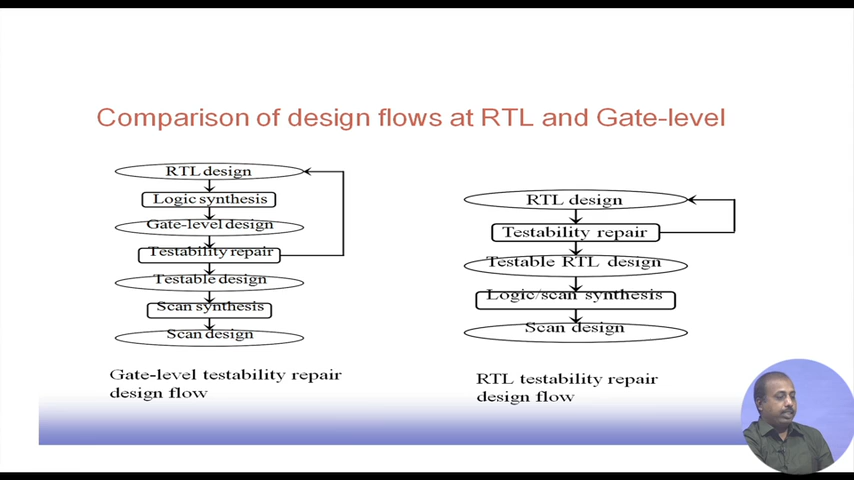 Comparison of design flows at RTL and Gate-level
RTL design
Logic synthesis
Gate-level design
Testability repair
Testable design
Scan synthesis
Scan design
Gate-level testability repair
design flow
RTL design
Testability repair
Testable RTL design
Logic/scan synthesis
Scan design
RTL testability repair
design flow